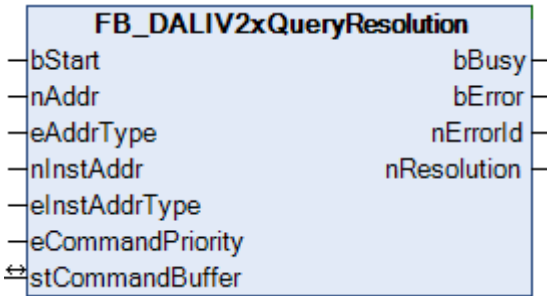 FB_DALIV2xQueryResolution
bStart bBusy
nAddr bError
eAddrType nErrorId
nInstAddr nResolution
eInstAddrType
eCommandPriority
stCommandBuffer